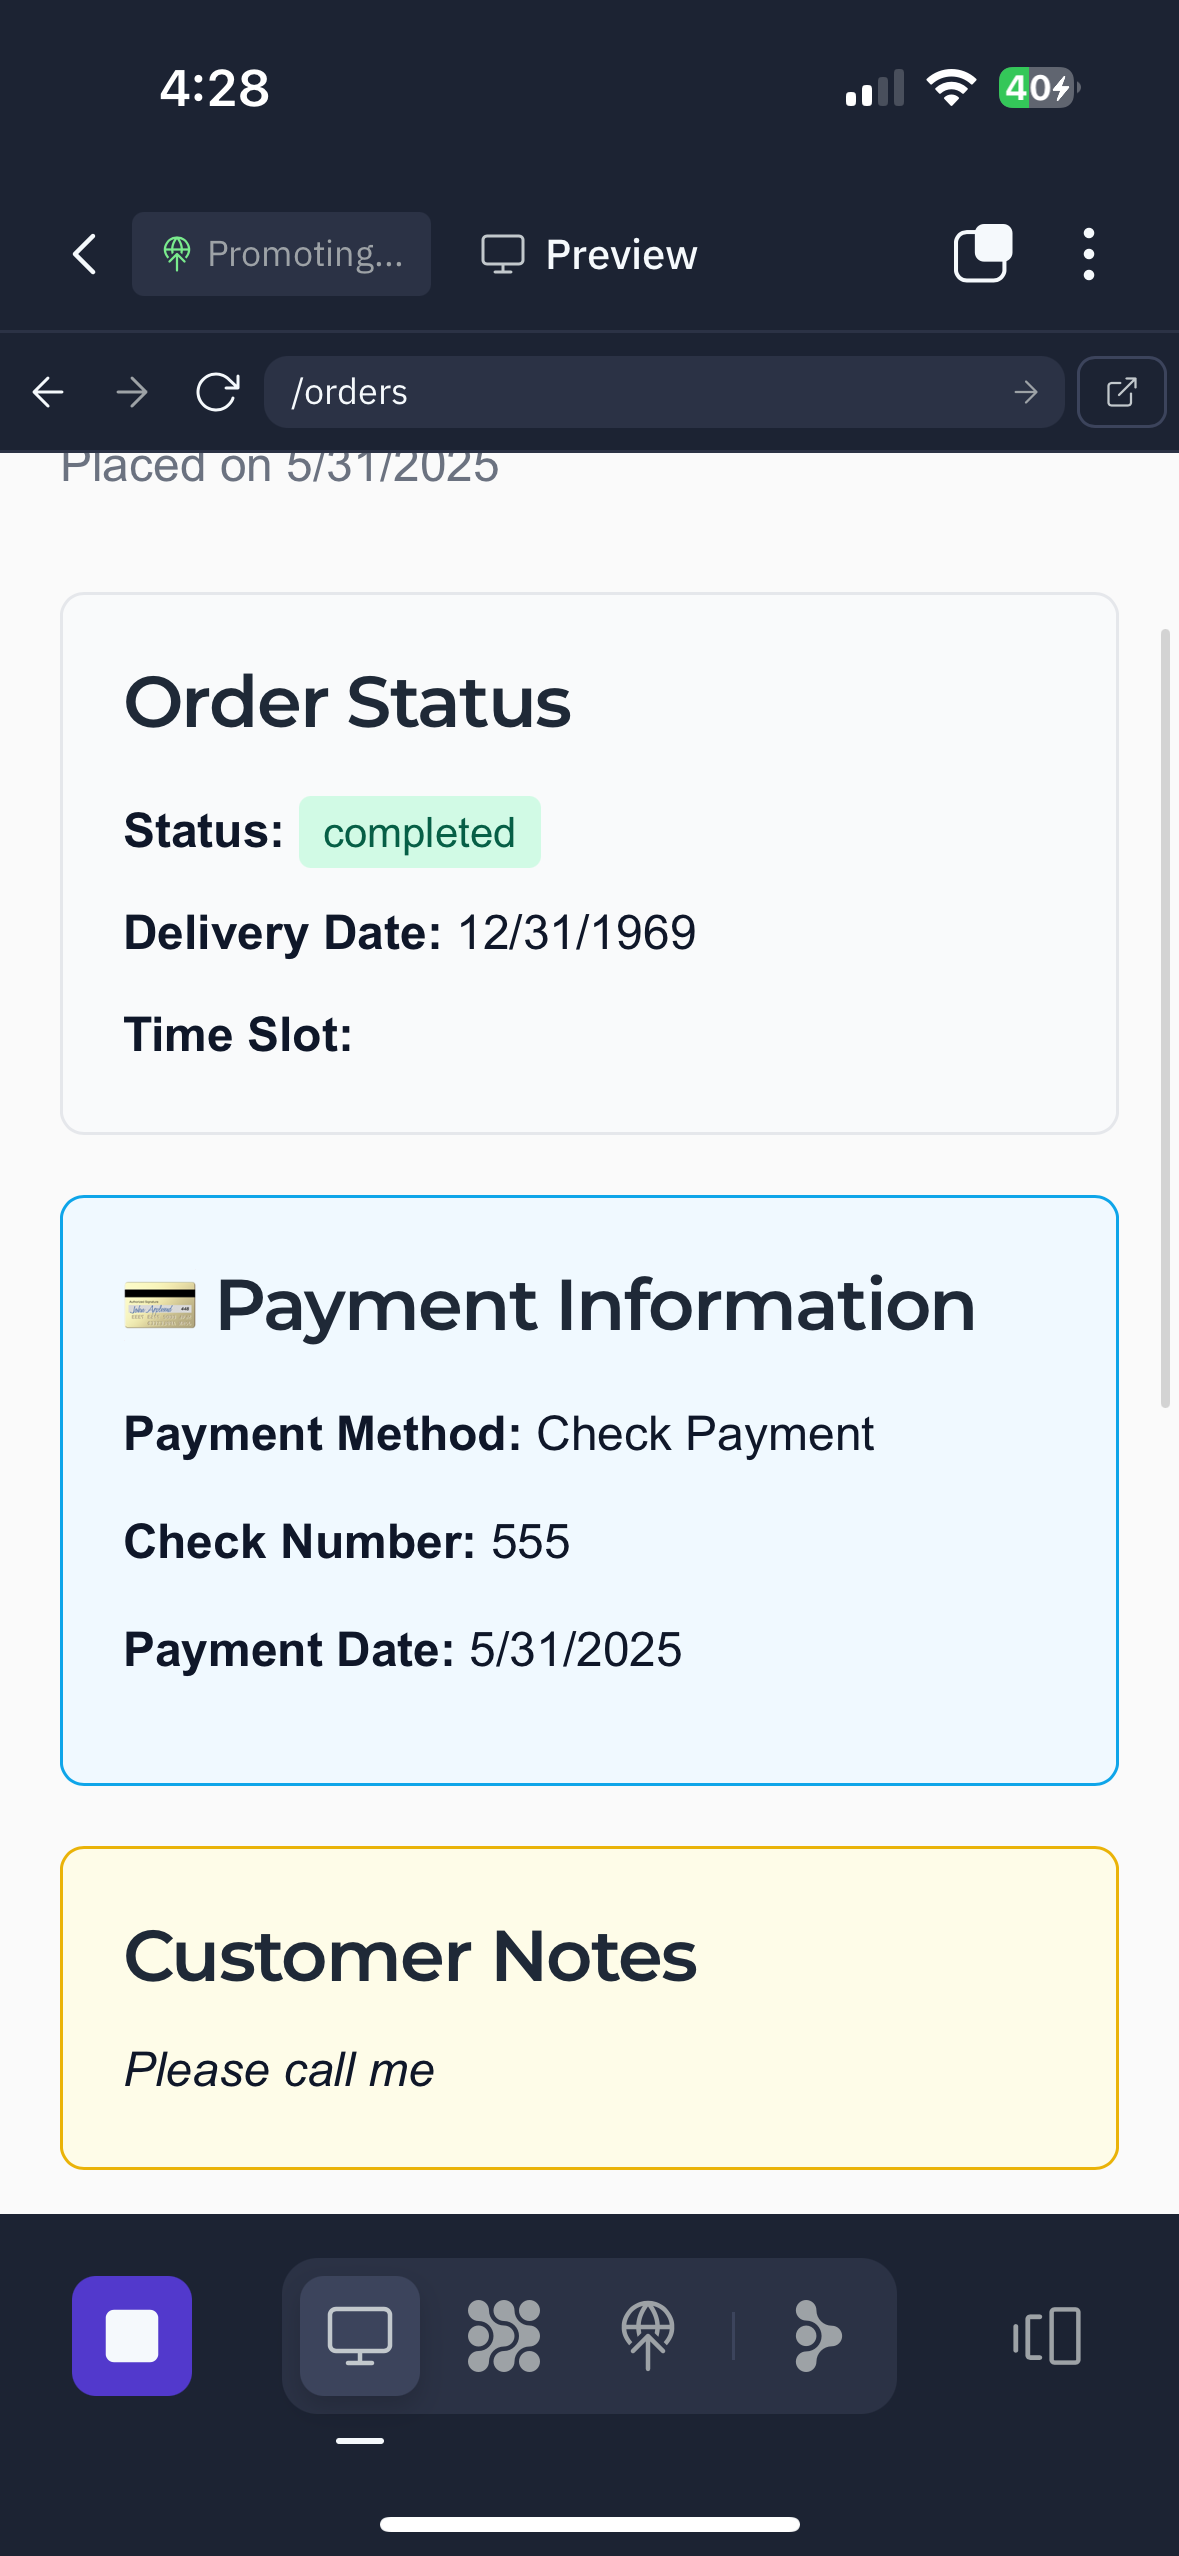 4:28
40
Promoting...
Preview
/orders
Placed on 5/31/2025
Order Status
Status: completed
Delivery Date: 12/31/1969
Time Slot:
Payment Information
Payment Method: Check Payment
Check Number: 555
Payment Date: 5/31/2025
Customer Notes
Please call me